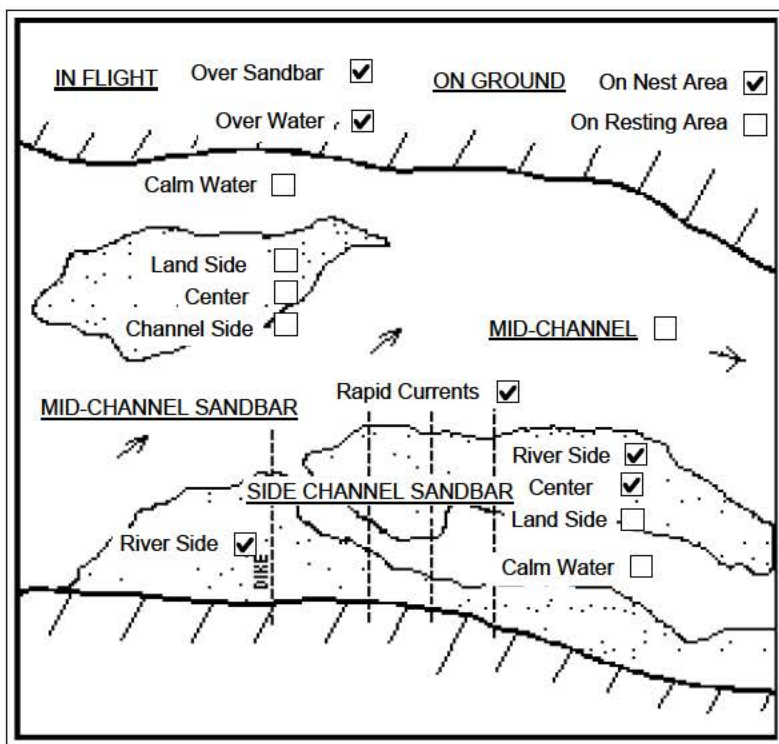 IN FLIGHT Over Sandbar ON GROUND On Nest Area
Over Water On Resting Area
Calm Water
Land Side
Center
Channel Side
MID-CHANNEL
Rapid Currents
MID-CHANNEL SANDBAR
River Side
SIDE CHANNEL SANDBAR Center
Land Side
River Side
DIKE
Calm Water